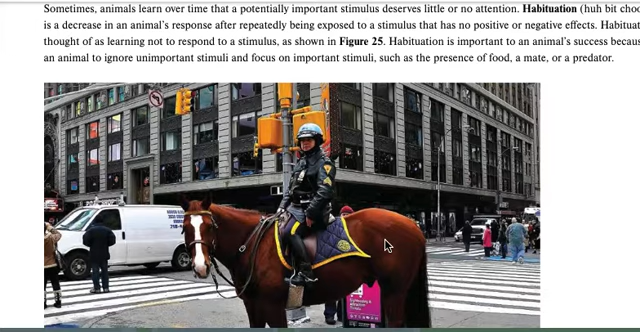 Sometimes, animals learn over time that a potentially important stimulus deserves little or no attention. Habituation (huh bit choo
is a decrease in an animal's response after repeatedly being exposed to a stimulus that has no positive or negative effects. Habituat
thought of as learning not to respond to a stimulus, as shown in Figure 25. Habituation is important to an animal's success becaus
an animal to ignore unimportant stimuli and focus on important stimuli, such as the presence of food, a mate, or a predator.